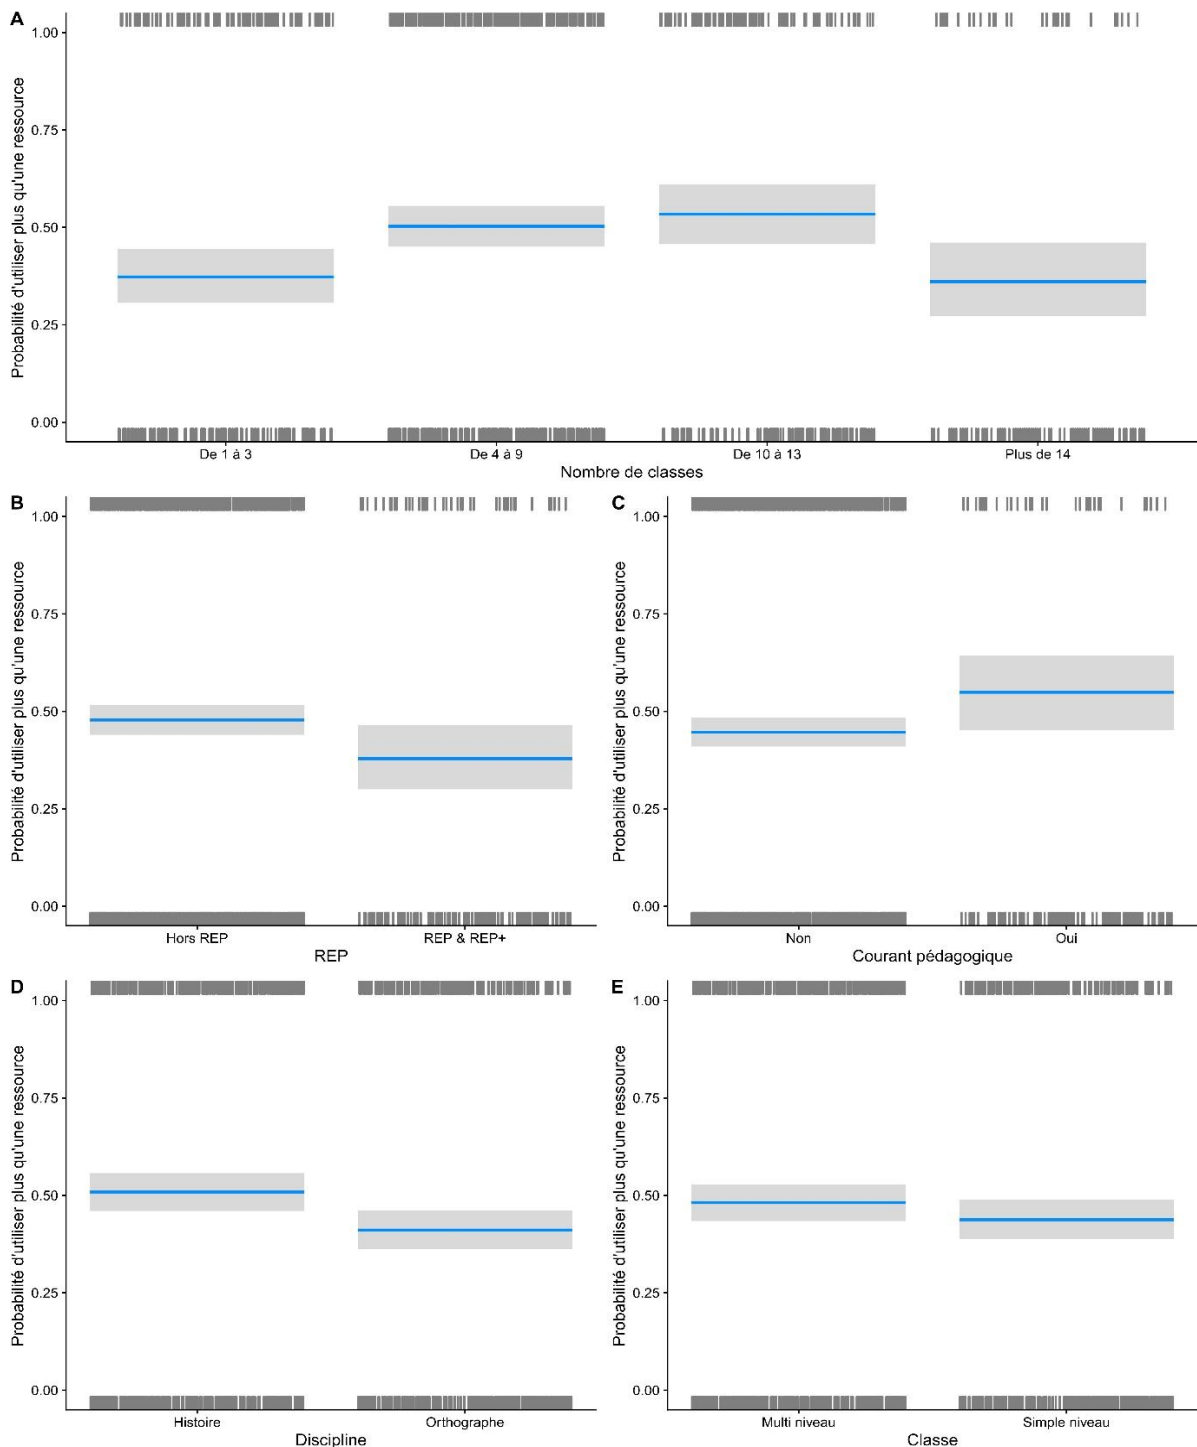 A
Probabilité d'utiliser plus qu'une ressource
1.00
0.75
0.50
0.25
0.00
De 1 à 3
De 4 à 9
De 10 à 13
Plus de 14
Nombre de classes
B
Probabilité d'utiliser plus qu'une ressource
1.00
0.75
0.50
0.25
0.00
Hors REP
REP & REP+
REP
C
Probabilité d'utiliser plus qu'une ressource
1.00
0.75
0.50
0.25
0.00
Non
Oui
Courant pédagogique
D
Probabilité d'utiliser plus qu'une ressource
1.00
0.75
0.50
0.25
0.00
Histoire
Orthographe
Discipline
E
Probabilité d'utiliser plus qu'une ressource
1.00
0.75
0.50
0.25
0.00
Multi niveau
Simple niveau
Classe